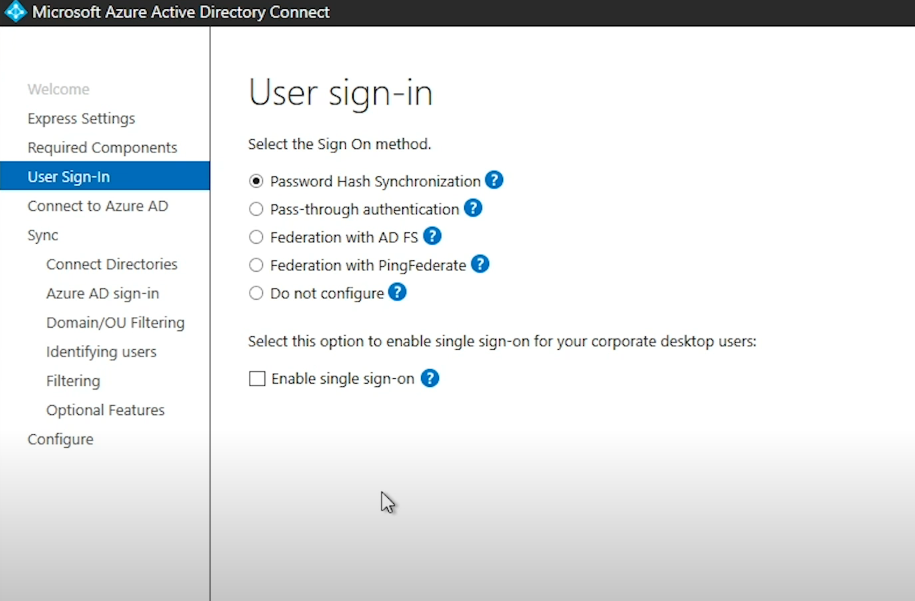 Microsoft Azure Active Directory Connect
Welcome
Express Settings
Required Components
User Sign-In
Connect to Azure AD
Sync
Connect Directories
Azure AD sign-in
Domain/OU Filtering
Identifying users
Filtering
Optional Features
Configure
User sign-in
Select the Sign On method.
Password Hash Synchronization ?
Pass-through authentication ?
Federation with AD FS ?
Federation with PingFederate ?
Do not configure ?
Select this option to enable single sign-on for your corporate desktop users:
Enable single sign-on ?